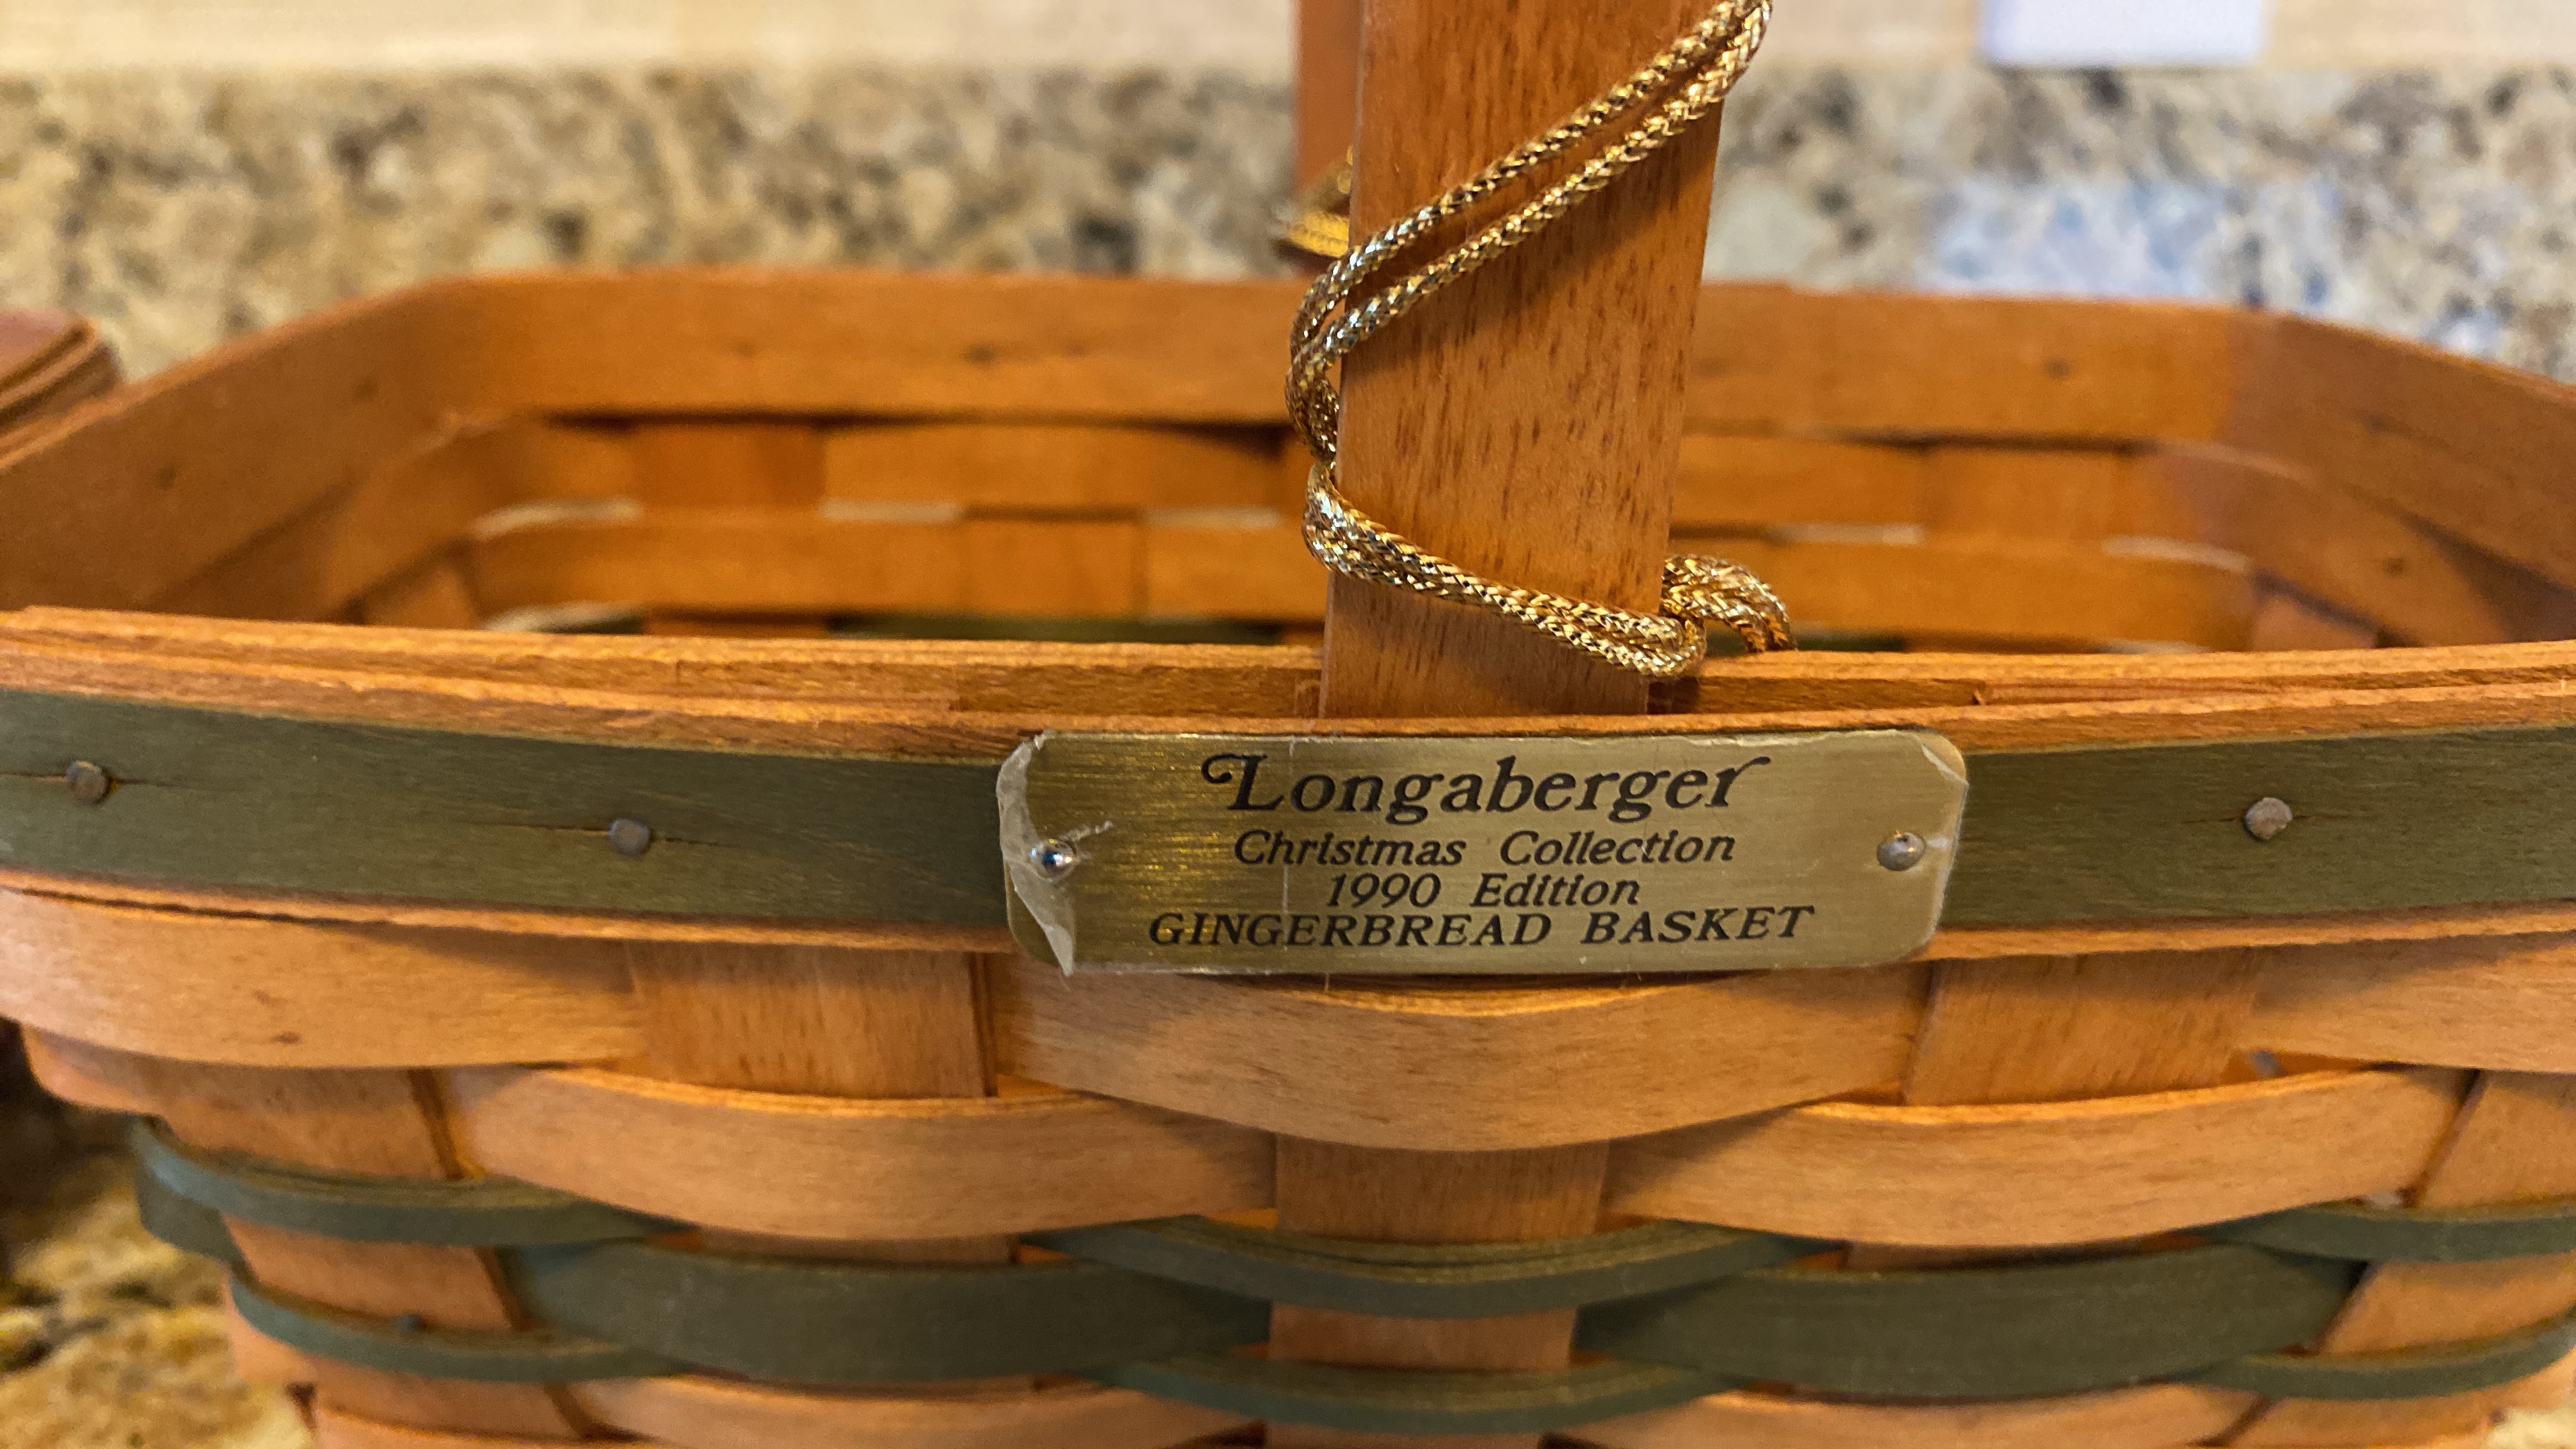 Longaberger
Christmas Collection
1990 Edition
GINGERBREAD BASKET